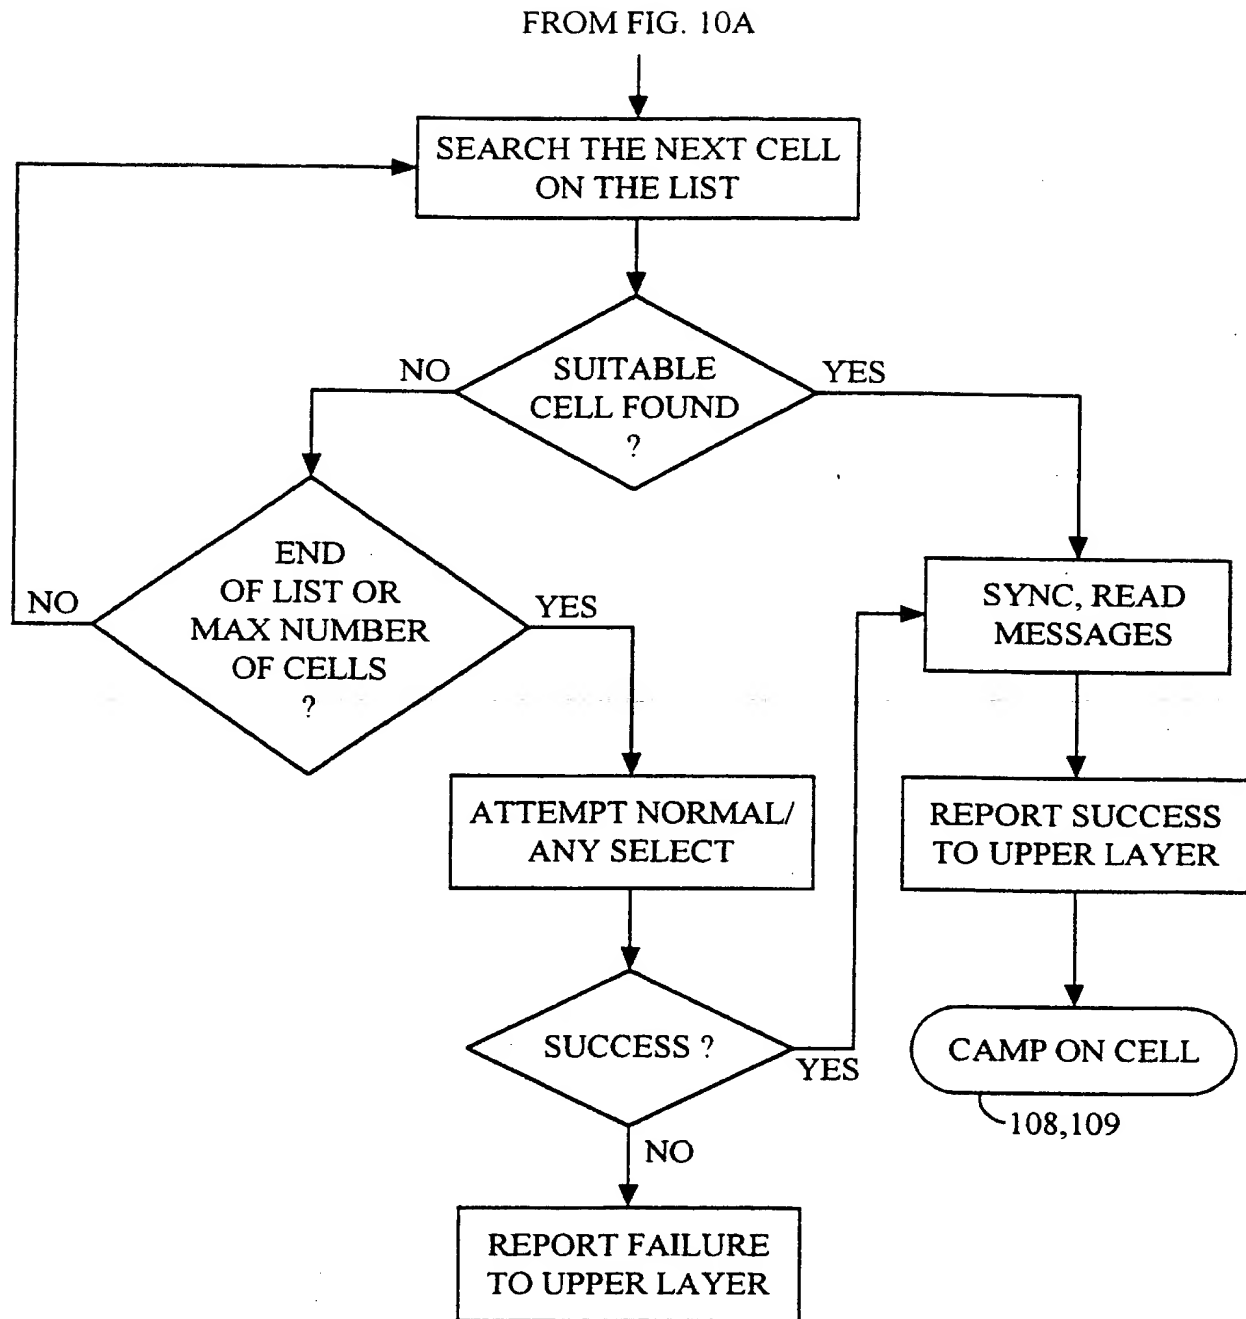 FROM FIG. 10A
SEARCH THE NEXT CELL
ON THE LIST
NO
SUITABLE
CELL FOUND
?
YES
END
OF LIST OR
MAX NUMBER
OF CELLS
?
NO
YES
SYNC, READ
MESSAGES
ATTEMPT NORMAL/
ANY SELECT
REPORT SUCCESS
TO UPPER LAYER
SUCCESS ?
YES
CAMP ON CELL
108,109
NO
REPORT FAILURE
TO UPPER LAYER